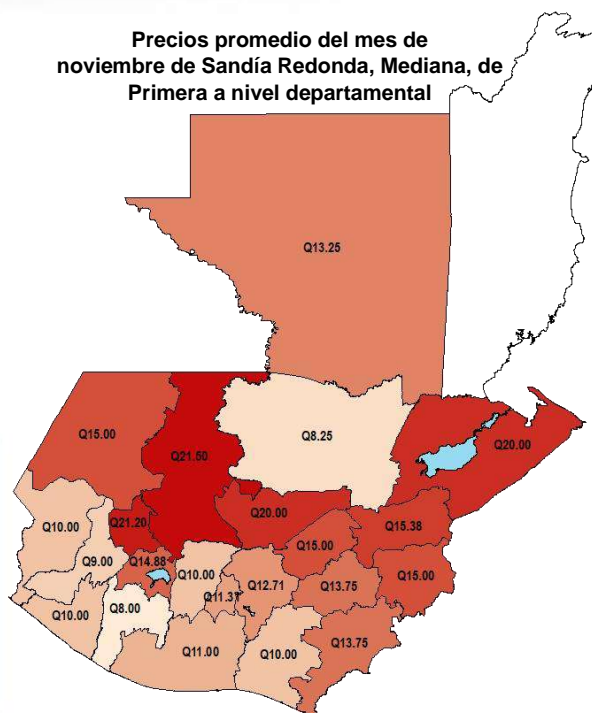 Precios promedio del mes de
noviembre de Sandía Redonda, Mediana, de
Primera a nivel departamental
Q13.25
Q15.00
Q21.50
Q8.25
Q20.00
Q10.00
Q21.20
Q20.00
Q15.38
Q15.00
Q9.00
Q14.88
Q10.00
Q12.71
Q13.75
Q15.00
Q11.37
Q10.00
Q8.00
Q11.00
Q10.00
Q13.75